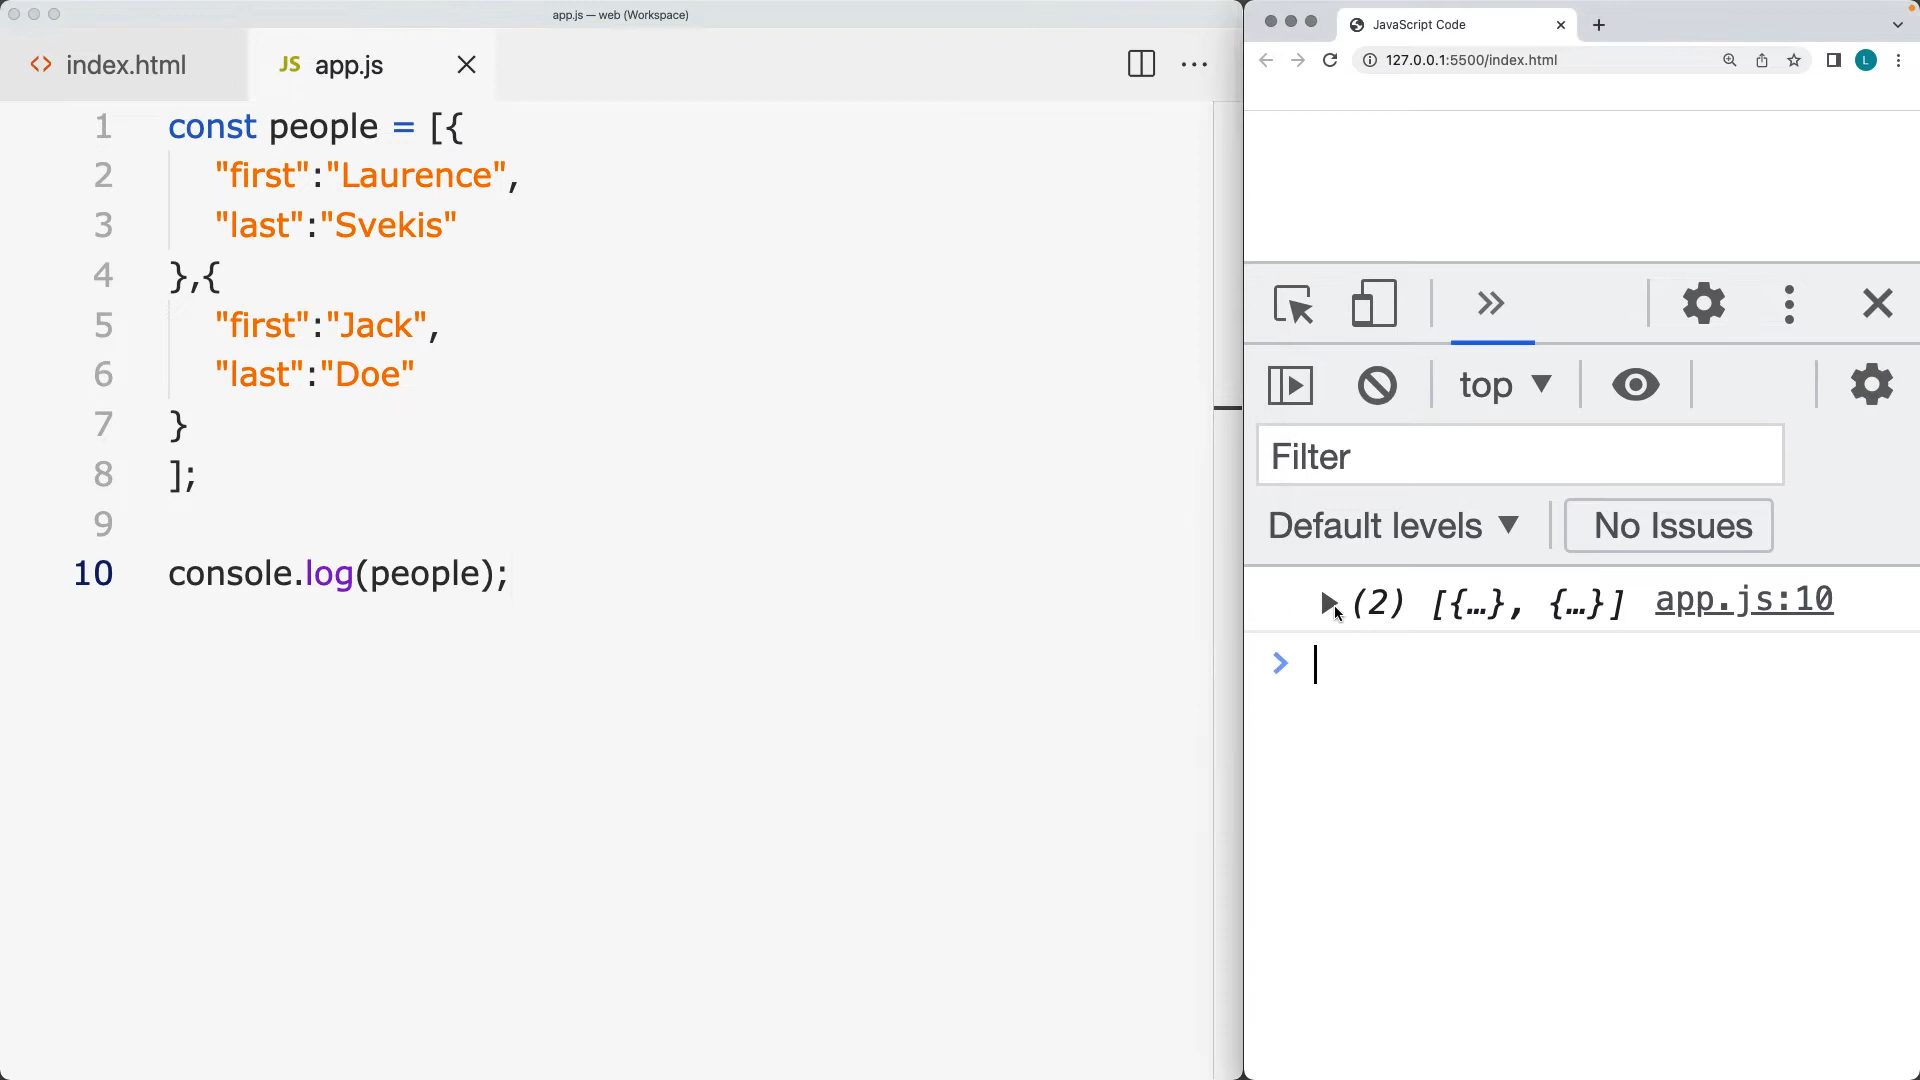 app.js — web (Workspace)
<> index.html
JS app.js
1 const people = [{
2 "first":"Laurence",
3 "last":"Svekis"
4 },{
5 "first":"Jack",
6 "last":"Doe"
7 }
8 ];
9
10 console.log(people);
JavaScript Code
127.0.0.1:5500/index.html
L
top
Filter
Default levels
No Issues
(2) [{…}, {…}] app.js:10
>